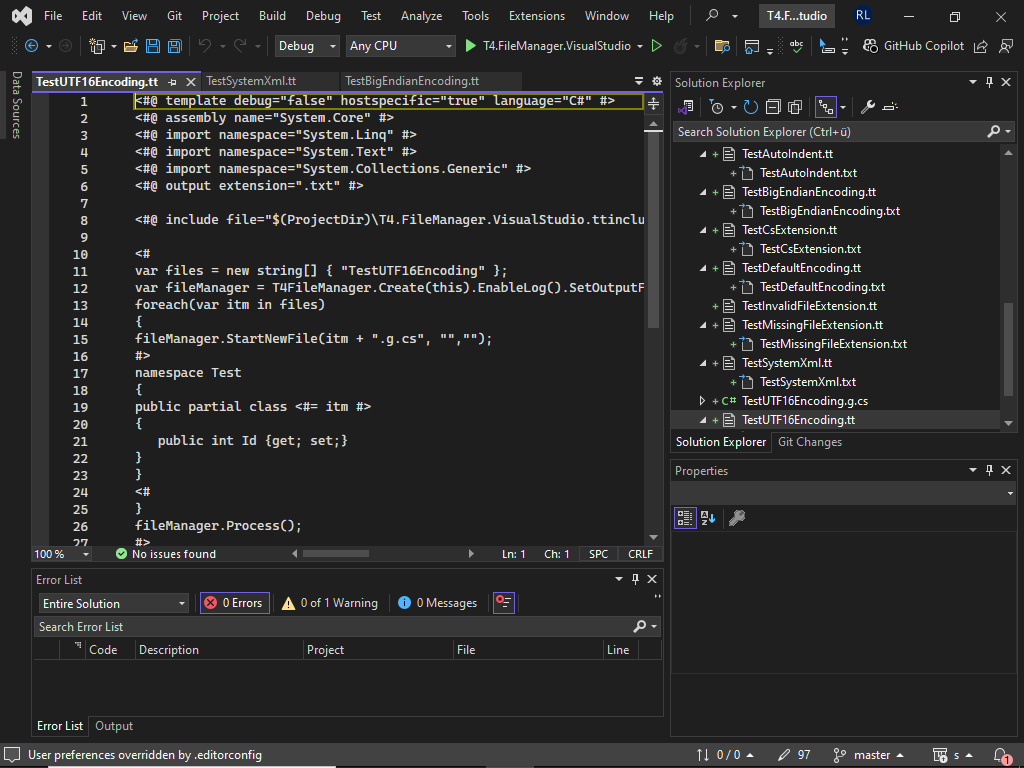 File Edit View Git Project Build Debug Test Analyze Tools Extensions Window Help T4.F...tudio RL
Debug Any CPU T4.FileManager.VisualStudio abc GitHub Copilot
Data Sources
TestUTF16Encoding.tt TestSystemXml.tt TestBigEndianEncoding.tt
1 <#@ template debug="false" hostspecific="true" language="C#" #>
2 <#@ assembly name="System.Core" #>
3 <#@ import namespace="System.Linq" #>
4 <#@ import namespace="System.Text" #>
5 <#@ import namespace="System.Collections.Generic" #>
6 <#@ output extension=".txt" #>
7
8 <#@ include file="$(ProjectDir)\T4.FileManager.VisualStudio.ttinclu
9
10 <#
11 var files = new string[] { "TestUTF16Encoding" };
12 var fileManager = T4FileManager.Create(this).EnableLog().SetOutputF
13 foreach(var itm in files)
14 {
15 fileManager.StartNewFile(itm + ".g.cs", "","");
16 #>
17 namespace Test
18 {
19 public partial class <#= itm #>
20 {
21 public int Id {get; set;}
22 }
23 }
24 <#
25 }
26 fileManager.Process();
27 #>
100 % No issues found Ln: 1 Ch: 1 SPC CRLF
Error List
Entire Solution 0 Errors 0 of 1 Warning 0 Messages
Search Error List
Code Description Project File Line
Error List Output
Solution Explorer
Search Solution Explorer (Ctrl+ü)
TestAutoIndent.tt
TestAutoIndent.txt
TestBigEndianEncoding.tt
TestBigEndianEncoding.txt
TestCsExtension.tt
TestCsExtension.txt
TestDefaultEncoding.tt
TestDefaultEncoding.txt
TestInvalidFileExtension.tt
TestMissingFileExtension.tt
TestMissingFileExtension.txt
TestSystemXml.tt
TestSystemXml.txt
C# TestUTF16Encoding.g.cs
TestUTF16Encoding.tt
Solution Explorer Git Changes
Properties
User preferences overridden by .editorconfig 0 / 0 97 master s 1